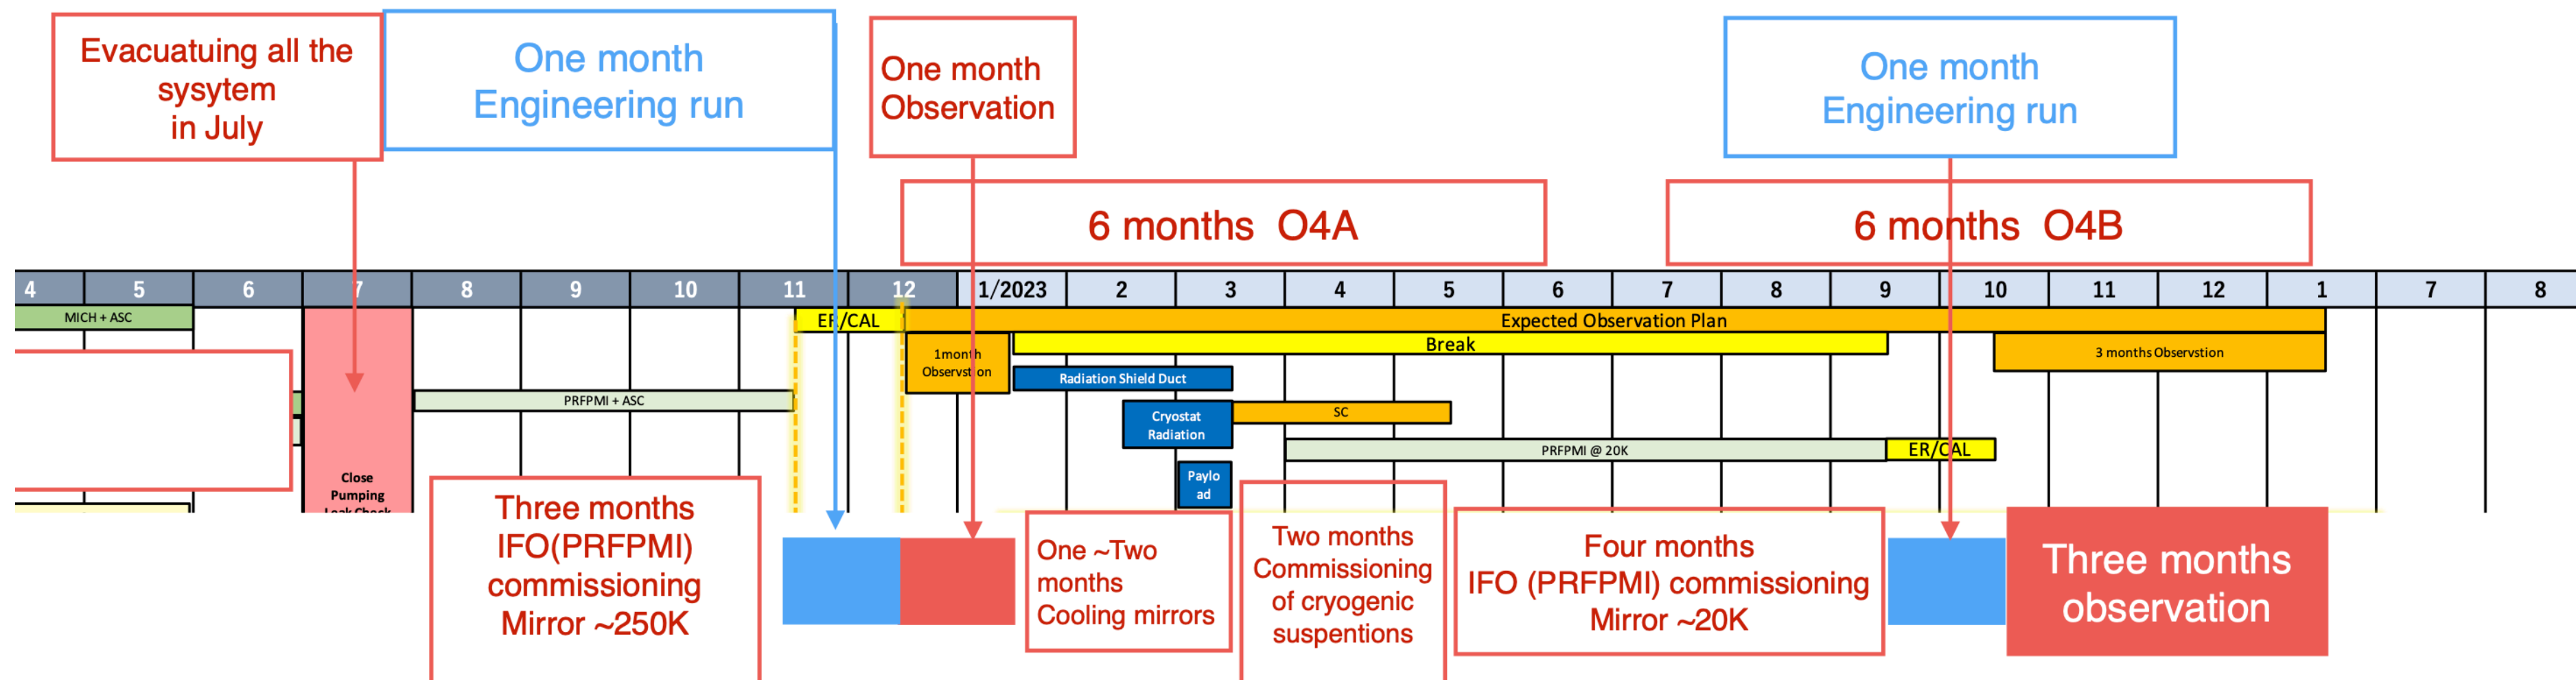 Evacuatuing all the
sysytem
in July
One month
Engineering run
One month
Observation
One month
Engineering run
6 months O4A
6 months O4B
4 5 6 7 8 9 10 11 12 1/2023 2 3 4 5 6 7 8 9 10 11 12 1 7 8
MICH + ASC
ER/CAL
Expected Observation Plan
1month
Observstion
Break
3 months Observstion
Radiation Shield Duct
PRFPMI + ASC
Cryostat
Radiation
SC
PRFPMI @ 20K
ER/CAL
Paylo
ad
Close
Pumping
Leak Check
Three months
IFO(PRFPMI)
commissioning
Mirror ~250K
One ~Two
months
Cooling mirrors
Two months
Commissioning
of cryogenic
suspentions
Four months
IFO (PRFPMI) commissioning
Mirror ~20K
Three months
observation